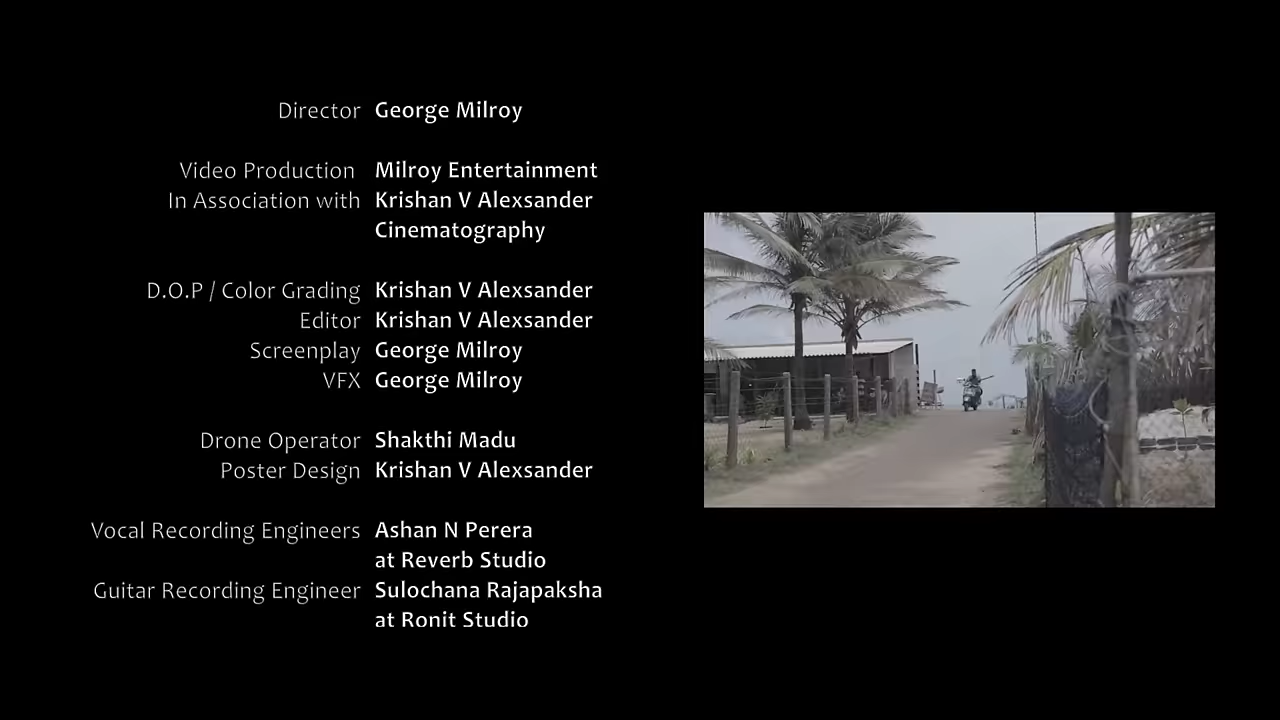 Director George Milroy
Video Production Milroy Entertainment
In Association with Krishan V Alexsander
Cinematography
D.O.P / Color Grading Krishan V Alexsander
Editor Krishan V Alexsander
Screenplay George Milroy
VFX George Milroy
Drone Operator Shakthi Madu
Poster Design Krishan V Alexsander
Vocal Recording Engineers Ashan N Perera
at Reverb Studio
Guitar Recording Engineer Sulochana Rajapaksha
at Ronit Studio